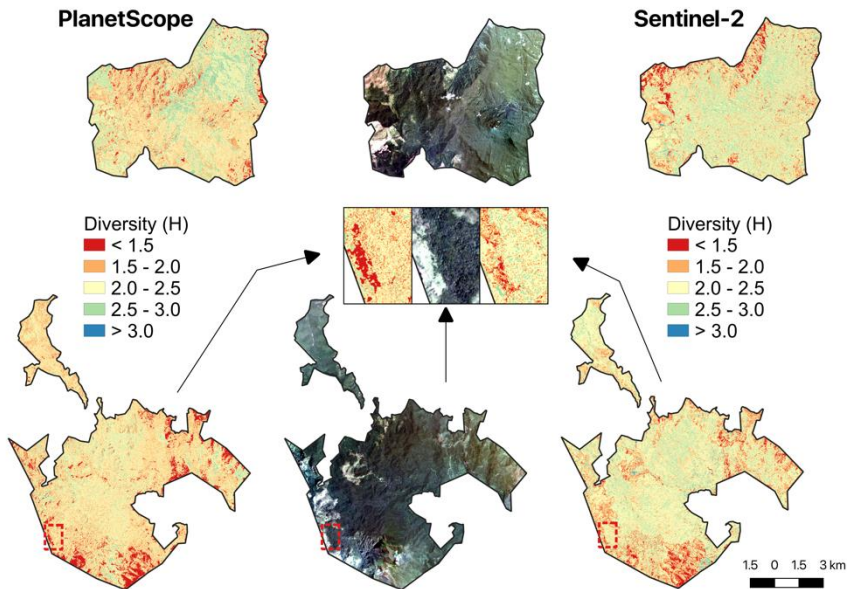 PlanetScope
Sentinel-2
Diversity (H)
< 1.5
1.5 - 2.0
2.0 - 2.5
2.5 - 3.0
> 3.0
Diversity (H)
< 1.5
1.5 - 2.0
2.0 - 2.5
2.5 - 3.0
> 3.0
1.5 0 1.5 3 km